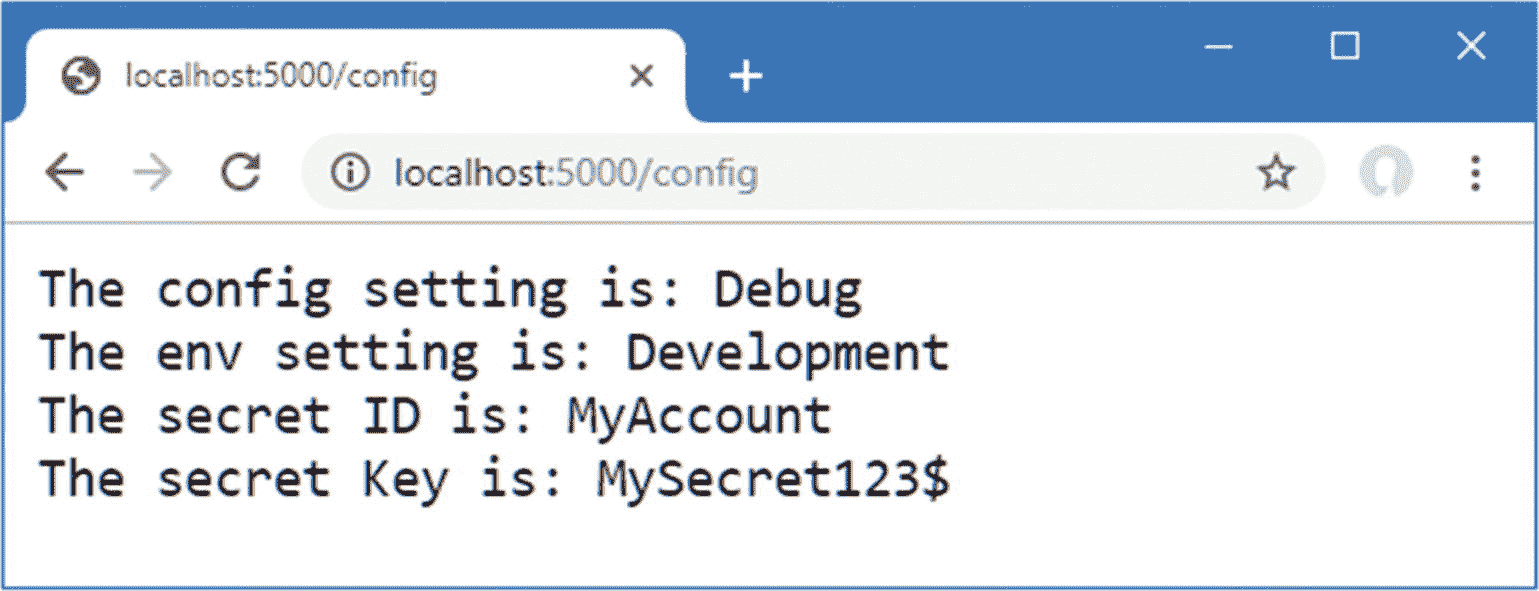 localhost:5000/config
localhost:5000/config
The config setting is: Debug
The env setting is: Development
The secret ID is: MyAccount
The secret Key is: MySecret123$